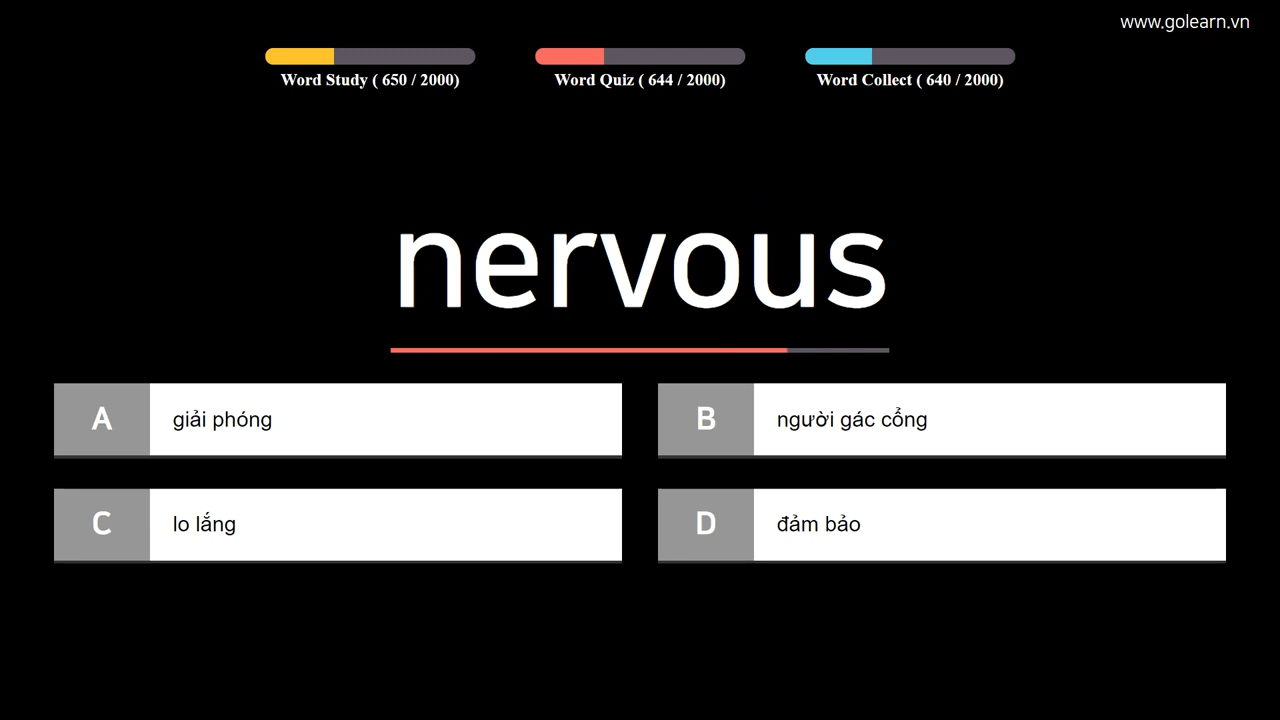 www.golearn.vn
Word Study ( 650 / 2000)
Word Quiz ( 644 / 2000)
Word Collect ( 640 / 2000)
nervous
A giải phóng
B người gác cổng
C lo lắng
D đảm bảo